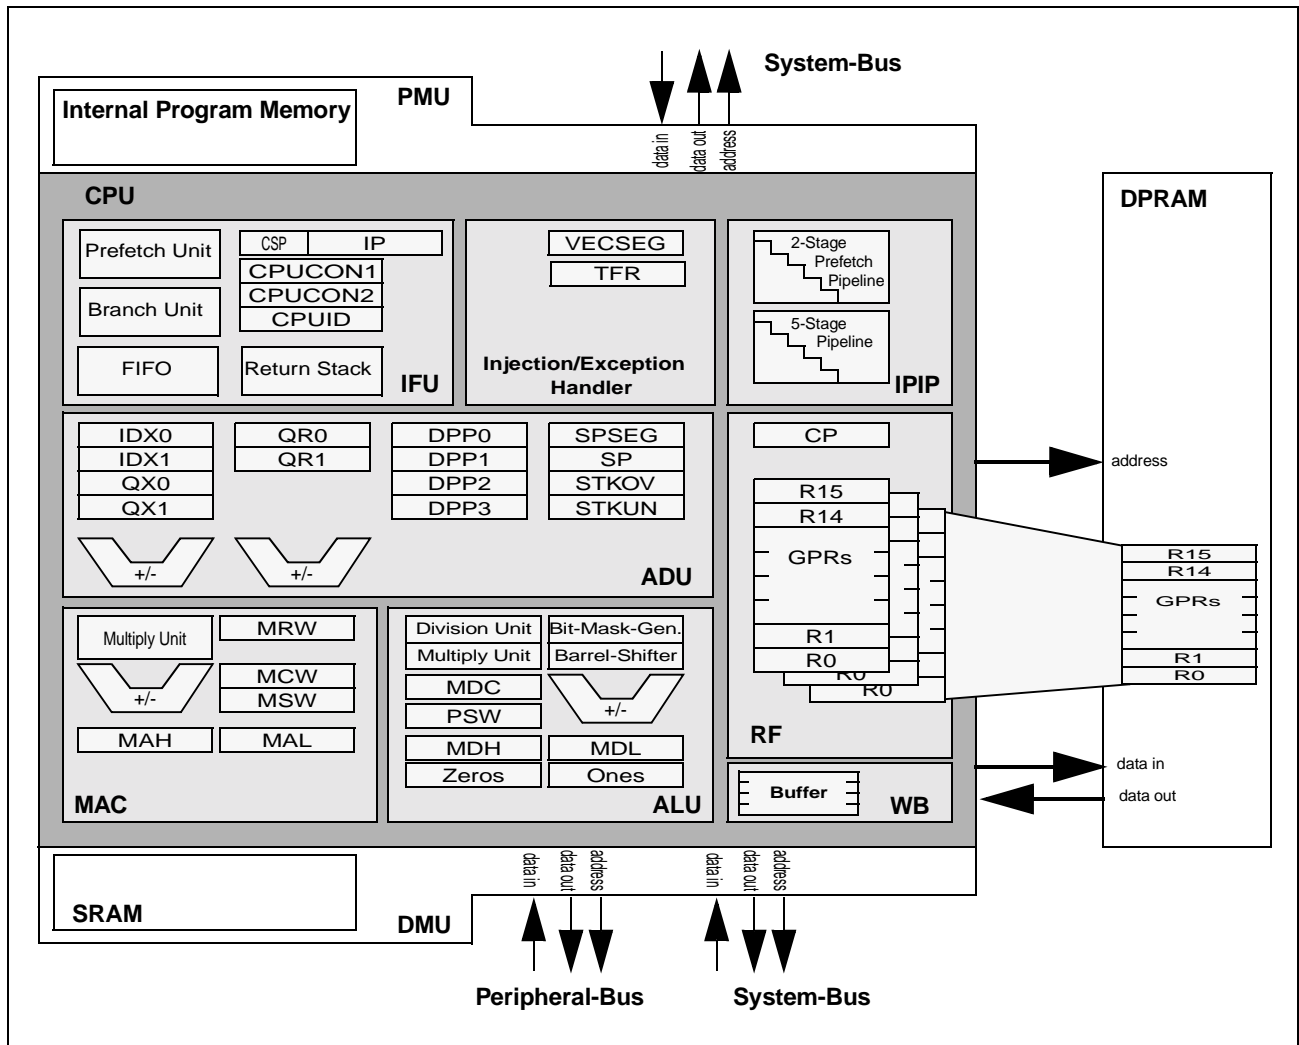 System-Bus
PMU
Internal Program Memory
data in
data out
address
CPU
DPRAM
Prefetch Unit
CSP IP
CPUCON1
CPUCON2
CPUID
Branch Unit
FIFO
Return Stack
IFU
VECSEG
TFR
Injection/Exception
Handler
2-Stage
Prefetch
Pipeline
5-Stage
Pipeline
IPIP
IDX0
IDX1
QX0
QX1
QR0
QR1
DPP0
DPP1
DPP2
DPP3
SPSEG
SP
STKOV
STKUN
+/-
+/-
ADU
CP
R15
R14
GPRs
R1
R0
R0
R0
RF
address
R15
R14
GPRs
R1
R0
Multiply Unit
MRW
+/-
MCW
MSW
MAH
MAL
MAC
Division Unit
Bit-Mask-Gen.
Multiply Unit
Barrel-Shifter
MDC
PSW
+/-
MDH
MDL
Zeros
Ones
ALU
Buffer
WB
data in
data out
SRAM
DMU
data in
data out
address
data in
data out
address
Peripheral-Bus
System-Bus